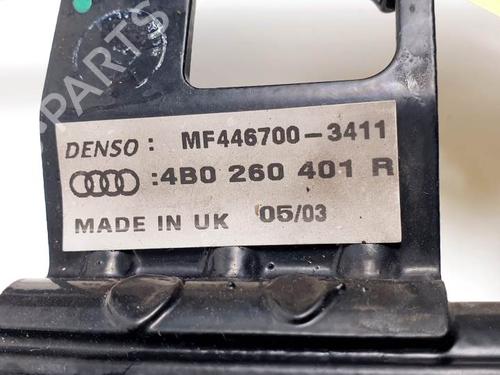 PARTS
DENSO: MF446700-3411
:4B0 260 401 R
MADE IN UK 05/03